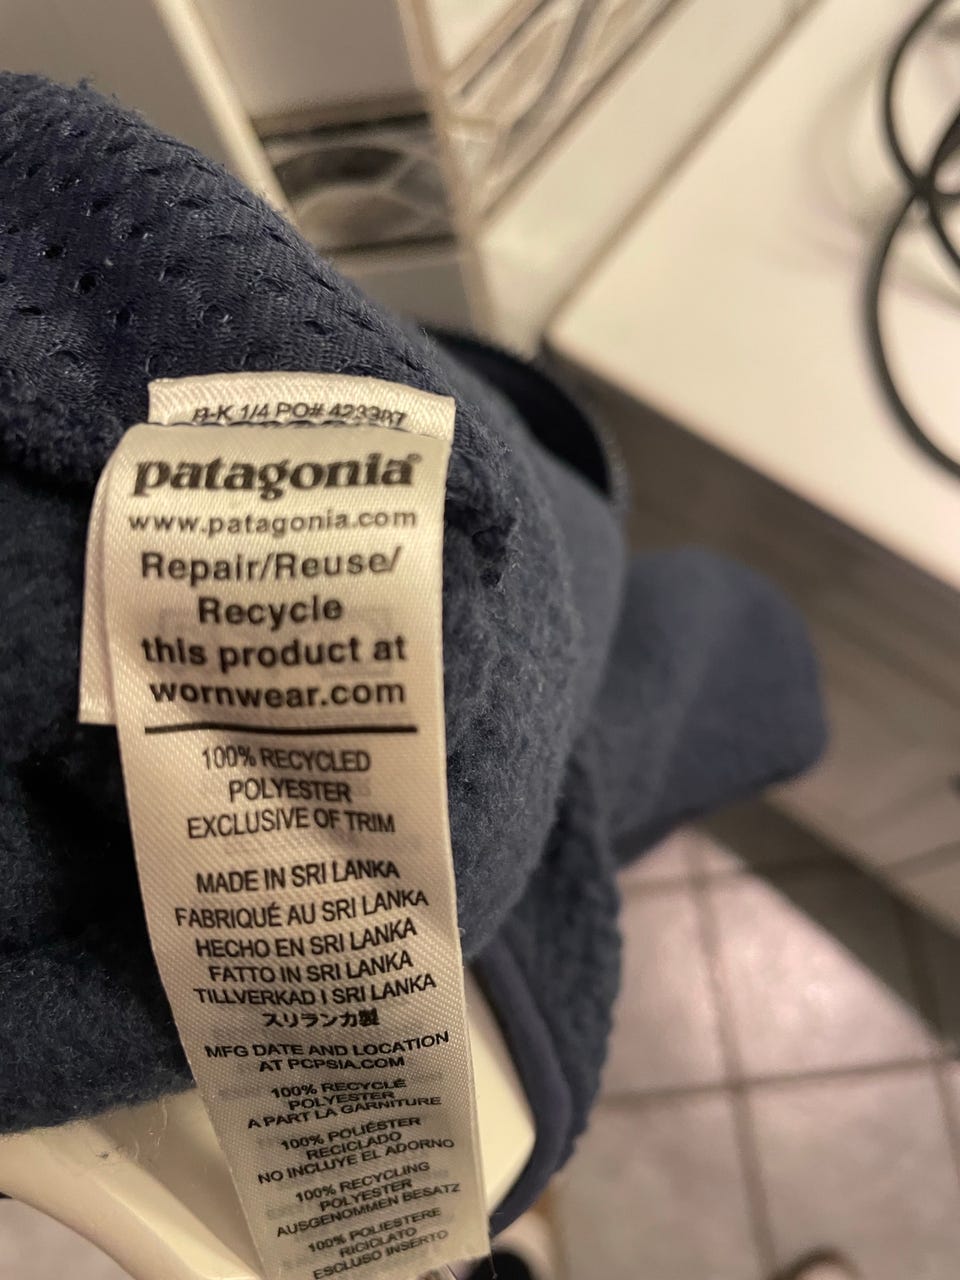 PO# 423387
patagonia®
www.patagonia.com
Repair/Reuse/
Recycle
this product at
wornwear.com
100% RECYCLED
POLYESTER
EXCLUSIVE OF TRIM
MADE IN SRI LANKA
FABRIQUÉ AU SRI LANKA
HECHO EN SRI LANKA
FATTO IN SRI LANKA
TILLVERKAD I SRI LANKA
スリランカ製
MFG DATE AND LOCATION
AT PCPSIA.COM
100% RECYCLÉ
POLYESTER
A PART LA GARNITURE
100% POLIÉSTER
RECICLADO
NO INCLUYE EL ADORNO
100% RECYCLING
POLYESTER
AUSGENOMMEN BESATZ
100% POLIESTERE
RICICLATO
ESCLUSO INSERTO